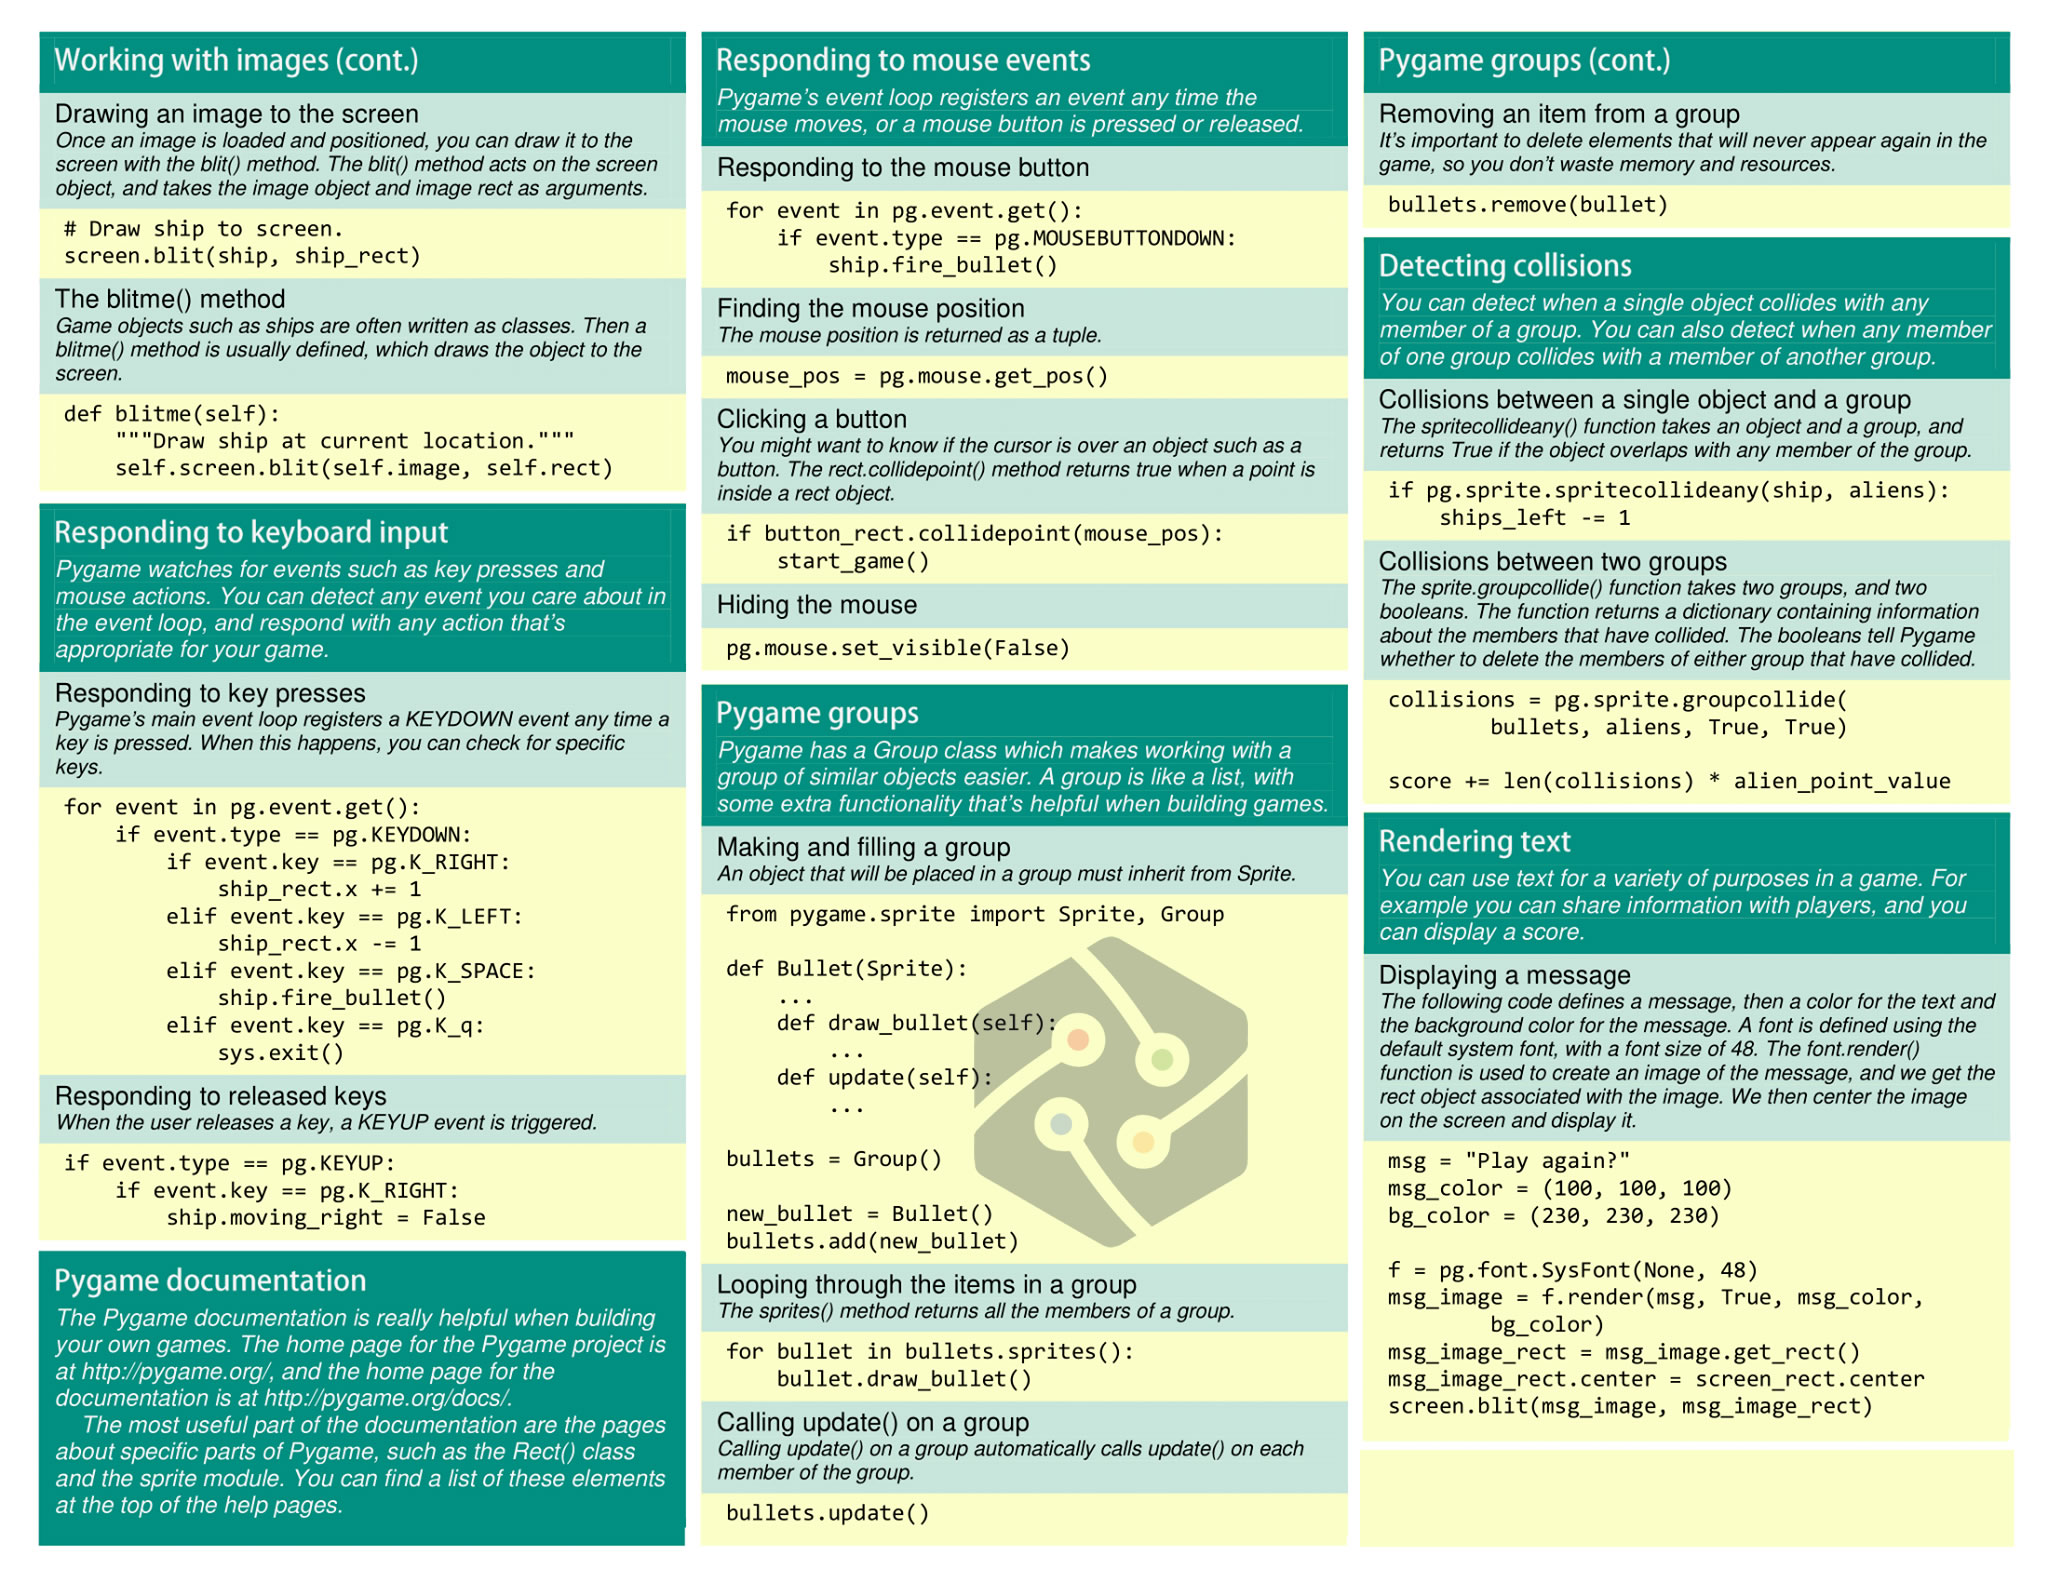 Working with images (cont.)
Drawing an image to the screen
Once an image is loaded and positioned, you can draw it to the
screen with the blit() method. The blit() method acts on the screen
object, and takes the image object and image rect as arguments.
# Draw ship to screen.
screen.blit(ship, ship_rect)
The blitme() method
Game objects such as ships are often written as classes. Then a
blitme() method is usually defined, which draws the object to the
screen.
def blitme(self):
    """Draw ship at current location."""
    self.screen.blit(self.image, self.rect)
Responding to keyboard input
Pygame watches for events such as key presses and
mouse actions. You can detect any event you care about in
the event loop, and respond with any action that's
appropriate for your game.
Responding to key presses
Pygame's main event loop registers a KEYDOWN event any time a
key is pressed. When this happens, you can check for specific
keys.
for event in pg.event.get():
    if event.type == pg.KEYDOWN:
        if event.key == pg.K_RIGHT:
            ship_rect.x += 1
        elif event.key == pg.K_LEFT:
            ship_rect.x -= 1
        elif event.key == pg.K_SPACE:
            ship.fire_bullet()
        elif event.key == pg.K_q:
            sys.exit()
Responding to released keys
When the user releases a key, a KEYUP event is triggered.
if event.type == pg.KEYUP:
    if event.key == pg.K_RIGHT:
        ship.moving_right = False
Pygame documentation
The Pygame documentation is really helpful when building
your own games. The home page for the Pygame project is
at http://pygame.org/, and the home page for the
documentation is at http://pygame.org/docs/.
The most useful part of the documentation are the pages
about specific parts of Pygame, such as the Rect() class
and the sprite module. You can find a list of these elements
at the top of the help pages.
Responding to mouse events
Pygame's event loop registers an event any time the
mouse moves, or a mouse button is pressed or released.
Responding to the mouse button
for event in pg.event.get():
    if event.type == pg.MOUSEBUTTONDOWN:
        ship.fire_bullet()
Finding the mouse position
The mouse position is returned as a tuple.
mouse_pos = pg.mouse.get_pos()
Clicking a button
You might want to know if the cursor is over an object such as a
button. The rect.collidepoint() method returns true when a point is
inside a rect object.
if button_rect.collidepoint(mouse_pos):
    start_game()
Hiding the mouse
pg.mouse.set_visible(False)
Pygame groups
Pygame has a Group class which makes working with a
group of similar objects easier. A group is like a list, with
some extra functionality that's helpful when building games.
Making and filling a group
An object that will be placed in a group must inherit from Sprite.
from pygame.sprite import Sprite, Group
def Bullet(Sprite):
    ...
    def draw_bullet(self):
        ...
    def update(self):
        ...
bullets = Group()
new_bullet = Bullet()
bullets.add(new_bullet)
Looping through the items in a group
The sprites() method returns all the members of a group.
for bullet in bullets.sprites():
    bullet.draw_bullet()
Calling update() on a group
Calling update() on a group automatically calls update() on each
member of the group.
bullets.update()
Pygame groups (cont.)
Removing an item from a group
It's important to delete elements that will never appear again in the
game, so you don't waste memory and resources.
bullets.remove(bullet)
Detecting collisions
You can detect when a single object collides with any
member of a group. You can also detect when any member
of one group collides with a member of another group.
Collisions between a single object and a group
The spritecollideany() function takes an object and a group, and
returns True if the object overlaps with any member of the group.
if pg.sprite.spritecollideany(ship, aliens):
    ships_left -= 1
Collisions between two groups
The sprite.groupcollide() function takes two groups, and two
booleans. The function returns a dictionary containing information
about the members that have collided. The booleans tell Pygame
whether to delete the members of either group that have collided.
collisions = pg.sprite.groupcollide(
        bullets, aliens, True, True)
score += len(collisions) * alien_point_value
Rendering text
You can use text for a variety of purposes in a game. For
example you can share information with players, and you
can display a score.
Displaying a message
The following code defines a message, then a color for the text and
the background color for the message. A font is defined using the
default system font, with a font size of 48. The font.render()
function is used to create an image of the message, and we get the
rect object associated with the image. We then center the image
on the screen and display it.
msg = "Play again?"
msg_color = (100, 100, 100)
bg_color = (230, 230, 230)
f = pg.font.SysFont(None, 48)
msg_image = f.render(msg, True, msg_color,
        bg_color)
msg_image_rect = msg_image.get_rect()
msg_image_rect.center = screen_rect.center
screen.blit(msg_image, msg_image_rect)